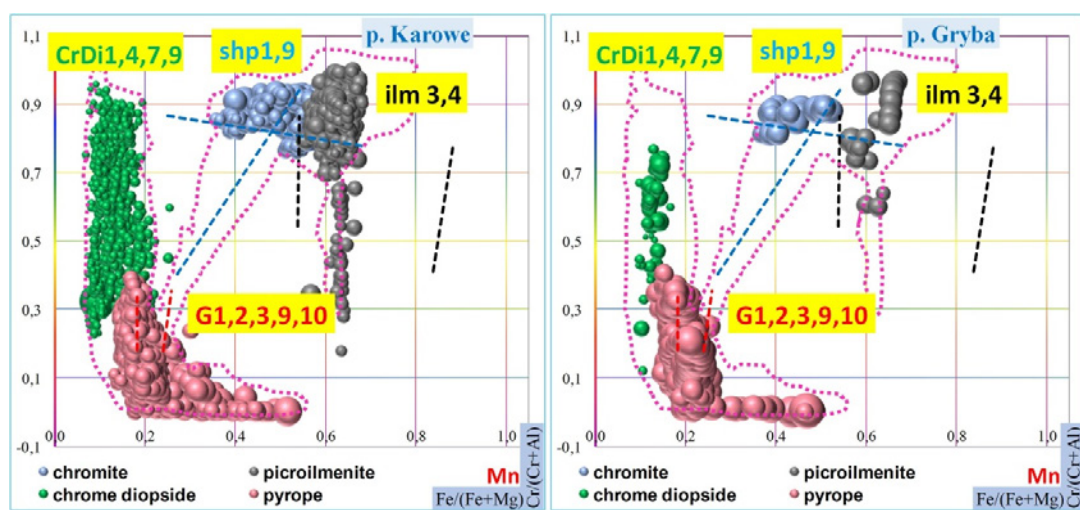 p. Karowe
1,1
CrDi1,4,7,9
shp1,9
0,9
ilm 3,4
0,7
0,5
0,3
G1,2,3,9,10
0,1
-0,1
0,0 0,2 0,4 0,6 0,8 1,0
chromite
picroilmenite
chrome diopside
pyrope
Mn
Fe/(Fe+Mg)
Cr/(Cr+Al)
p. Gryba
1,1
CrDi1,4,7,9
shp1,9
0,9
ilm 3,4
0,7
0,5
0,3
G1,2,3,9,10
0,1
-0,1
0,0 0,2 0,4 0,6 0,8 1,0
chromite
picroilmenite
chrome diopside
pyrope
Mn
Fe/(Fe+Mg)
Cr/(Cr+Al)